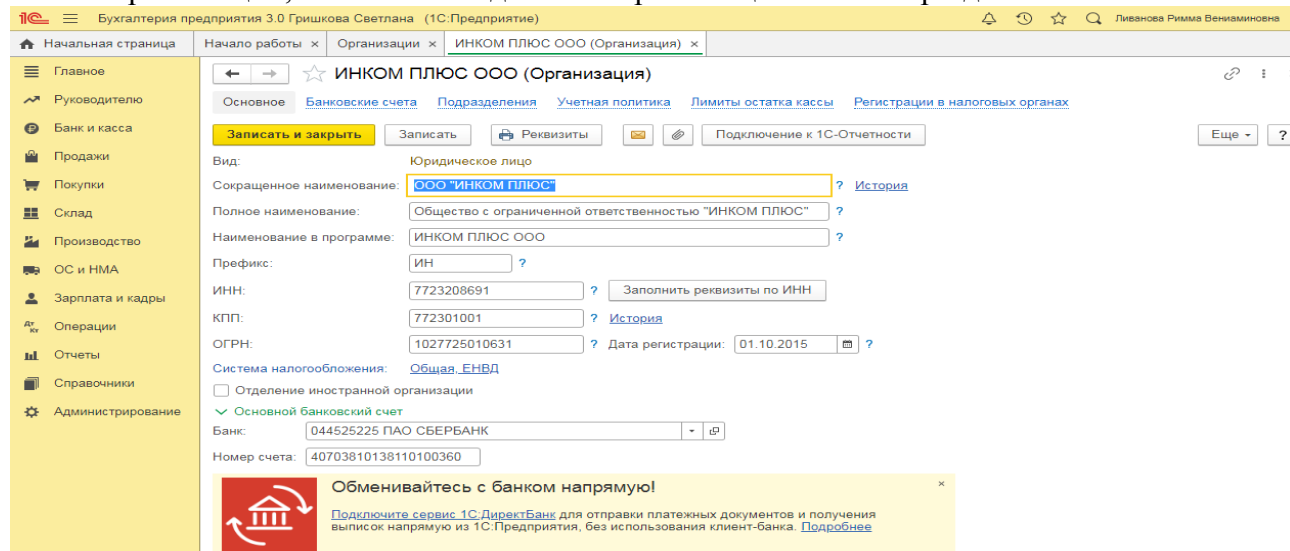 1С Бухгалтерия предприятия 3.0 Гришкова Светлана (1С:Предприятие) Ливанова Римма Вениаминовна
Начальная страница Начало работы × Организации × ИНКОМ ПЛЮС ООО (Организация) ×
Главное
ИНКОМ ПЛЮС ООО (Организация)
Руководителю
Основное Банковские счета Подразделения Учетная политика Лимиты остатка кассы Регистрации в налоговых органах
Банк и касса
Записать и закрыть Записать Реквизиты Подключение к 1С-Отчетности Еще ?
Продажи
Вид: Юридическое лицо
Покупки
Сокращенное наименование: ООО "ИНКОМ ПЛЮС" ? История
Склад
Полное наименование: Общество с ограниченной ответственностью "ИНКОМ ПЛЮС" ?
Производство
Наименование в программе: ИНКОМ ПЛЮС ООО ?
ОС и НМА
Префикс: ИН ?
Зарплата и кадры
ИНН: 7723208691 ? Заполнить реквизиты по ИНН
Дт Кт Операции
КПП: 772301001 ? История
Отчеты
ОГРН: 1027725010631 ? Дата регистрации: 01.10.2015 ?
Справочники
Система налогообложения: Общая, ЕНВД
Администрирование
Отделение иностранной организации
Основной банковский счет
Банк: 044525225 ПАО СБЕРБАНК
Номер счета: 40703810138110100360
Обменивайтесь с банком напрямую! ×
Подключите сервис 1С:ДиректБанк для отправки платежных документов и получения
выписок напрямую из 1С:Предприятия, без использования клиент-банка. Подробнее